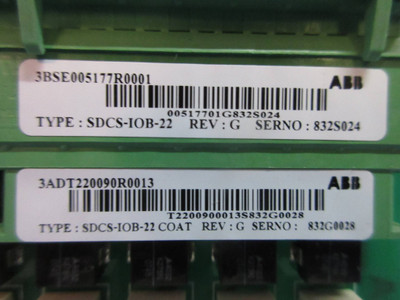 3BSE005177R0001 ABB
00517701G832S024
TYPE : SDCS-IOB-22 REV : G SERNO : 832S024
3ADT220090R0013 ABB
T2200900013S832G0028
TYPE : SDCS-IOB-22 COAT REV : G SERNO : 832G0028